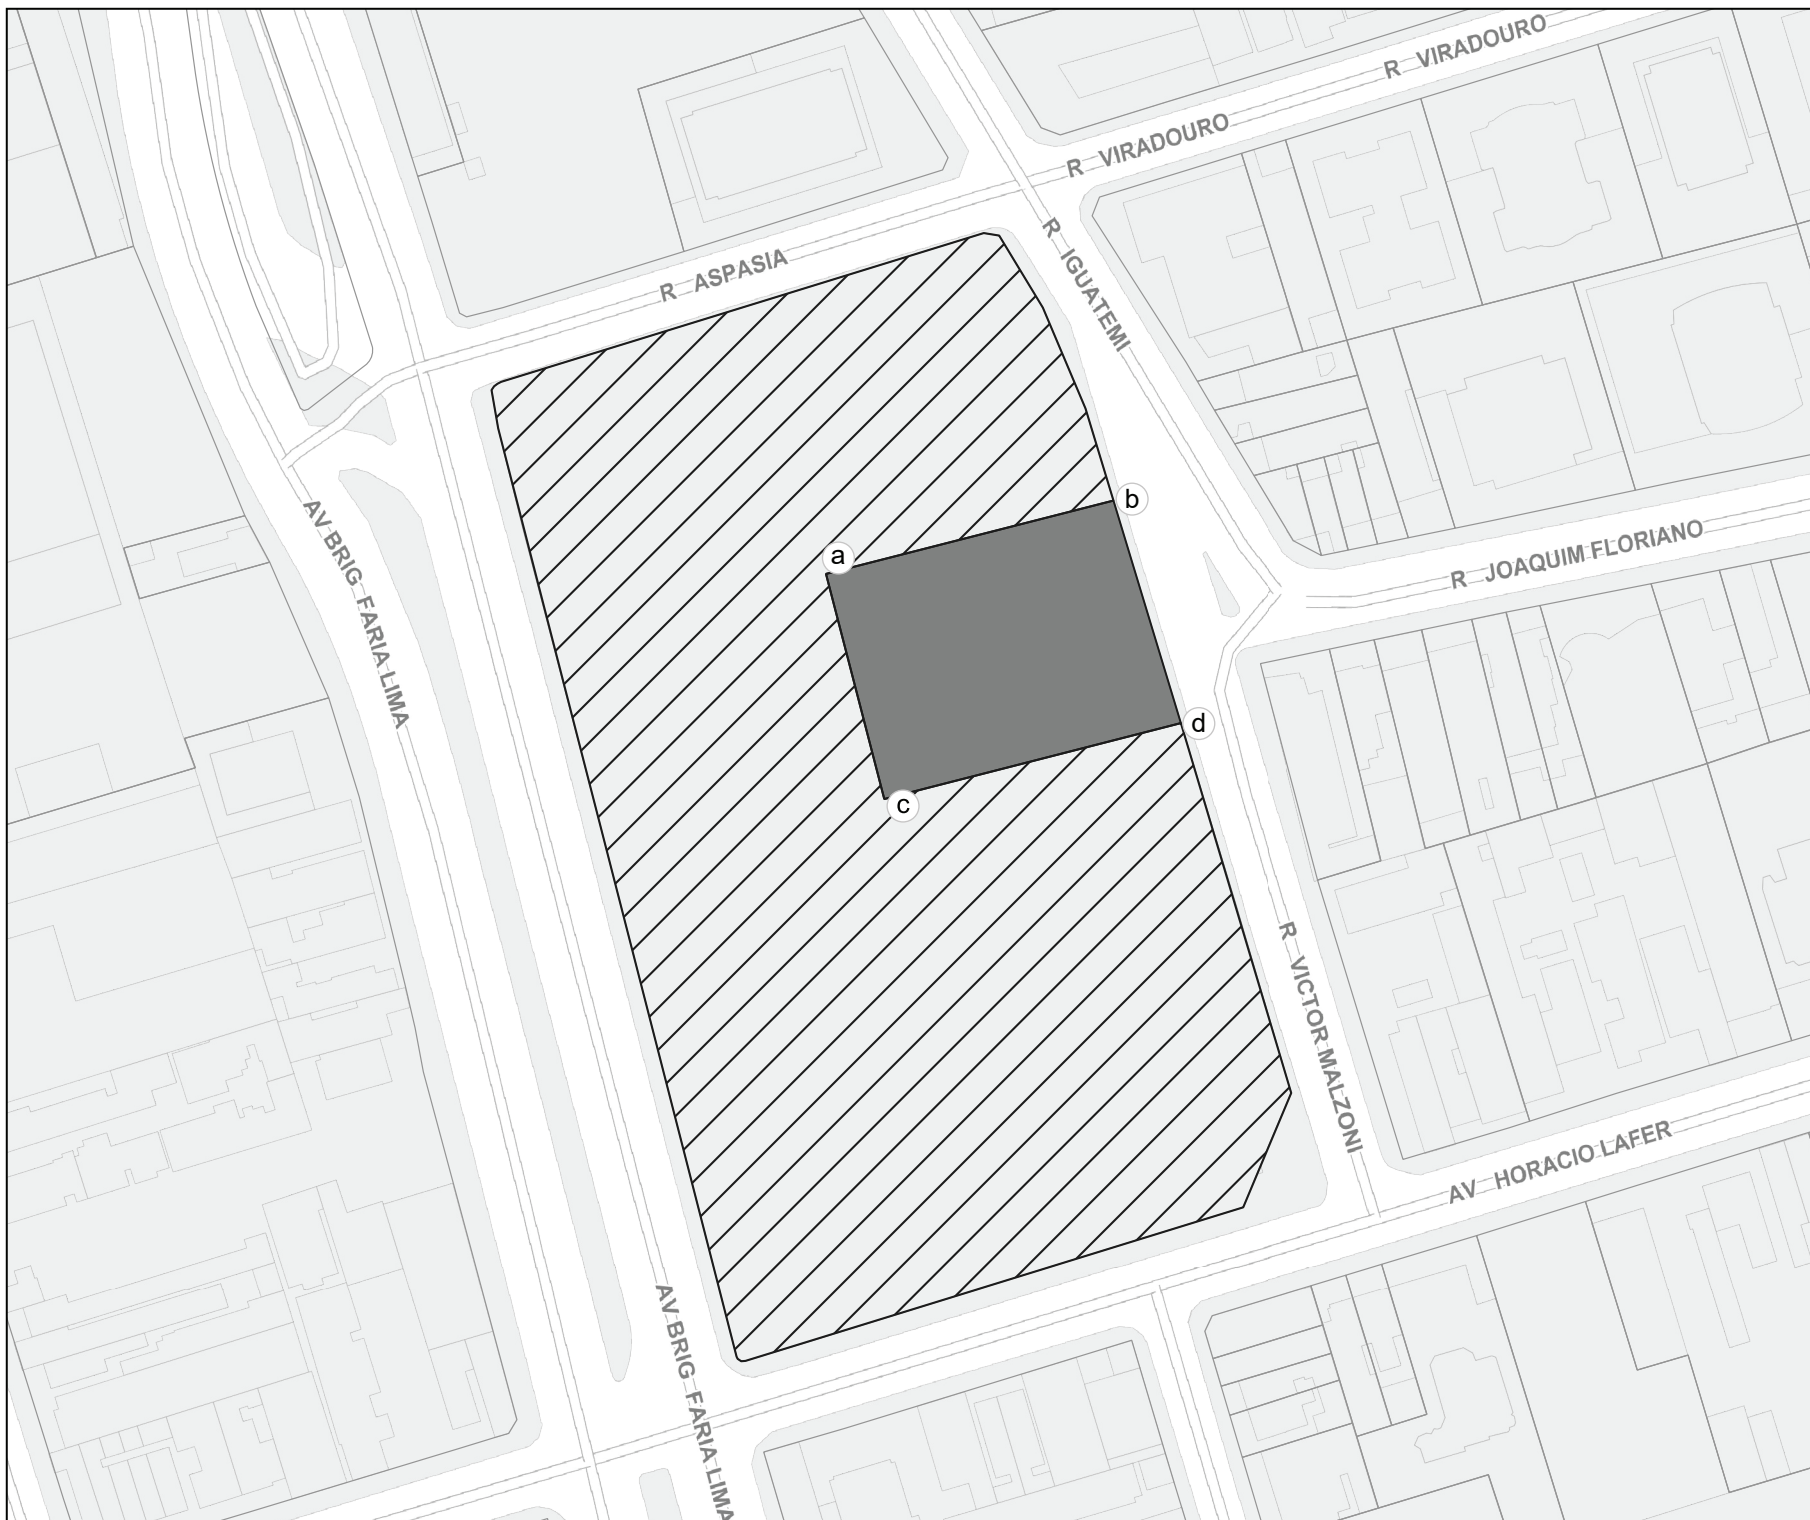 R VIRADOURO
R VIRADOURO
R IGUATEMI
R ASPASIA
b
R JOAQUIM FLORIANO
a
AV BRIG FARIA LIMA
d
c
R VICTOR MALZONI
AV HORACIO LAFER
AV BRIG FARIA LIMA